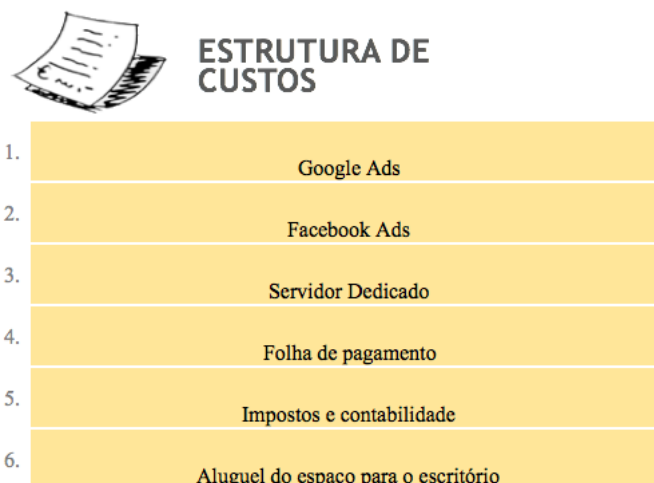 ESTRUTURA DE
CUSTOS
1. Google Ads
2. Facebook Ads
3. Servidor Dedicado
4. Folha de pagamento
5. Impostos e contabilidade
6. Aluguel do espaço para o escritório